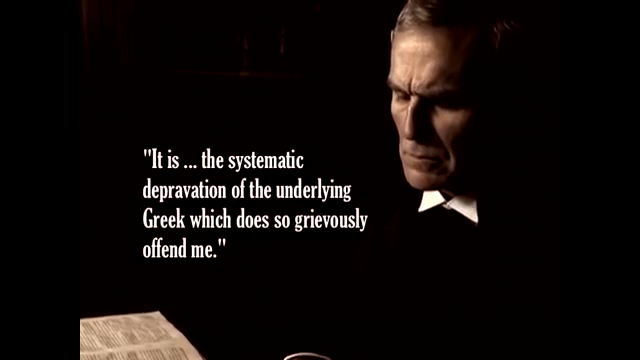 "It is ... the systematic
depravation of the underlying
Greek which does so grievously
offend me."